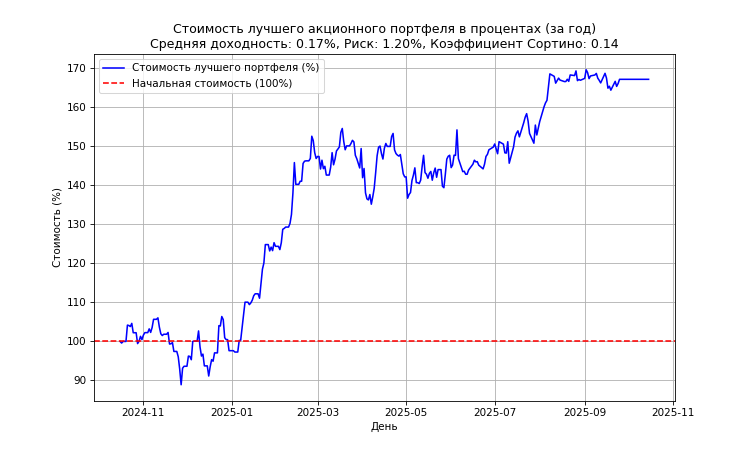 Стоимость лучшего акционного портфеля в процентах (за год)
Средняя доходность: 0.17%, Риск: 1.20%, Коэффициент Сортино: 0.14
Стоимость лучшего портфеля (%)
Начальная стоимость (100%)
Стоимость (%)
170
160
150
140
130
120
110
100
90
2024-11 2025-01 2025-03 2025-05 2025-07 2025-09 2025-11
День